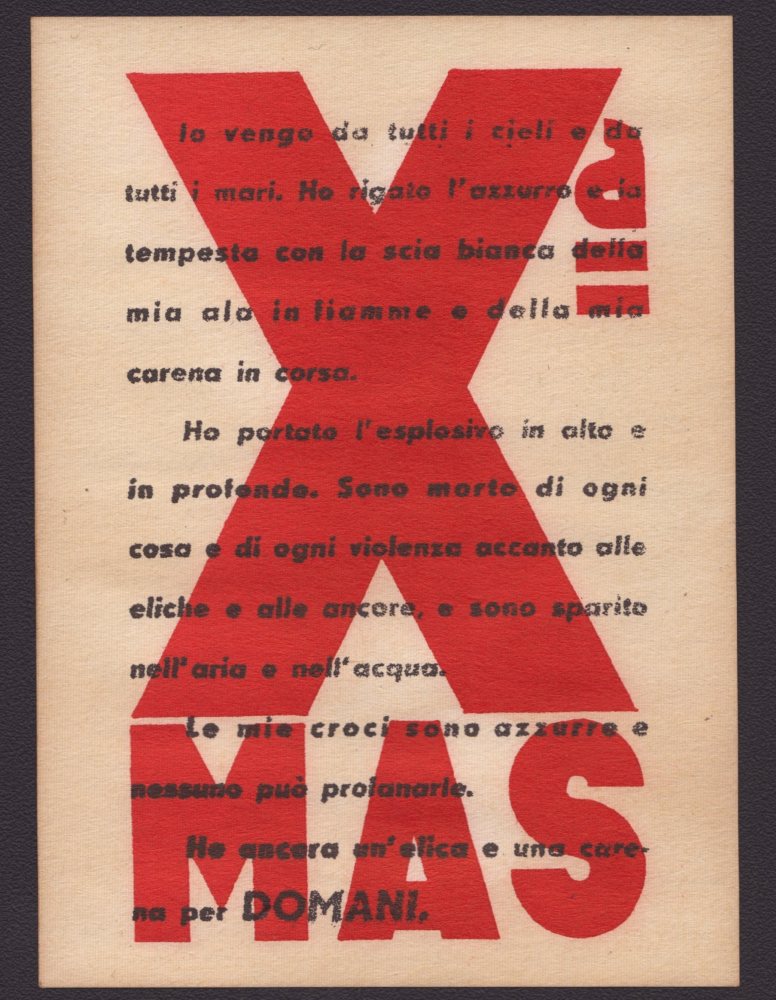 X
MAS
Io vengo da tutti i cieli e da
tutti i mari. Ho rigato l'azzurro e la
tempesta con la scia bianca della
mia ala in fiamme e della mia
carena in corsa.
Ho portato l'esplosivo in alto e
in profondo. Sono morto di ogni
cosa e di ogni violenza accanto alle
eliche e alle ancore, e sono sparito
nell'aria e nell'acqua.
Le mie croci sono azzurre e
nessuno può profanarle.
Ho ancora un'elica e una care-
na per DOMANI.